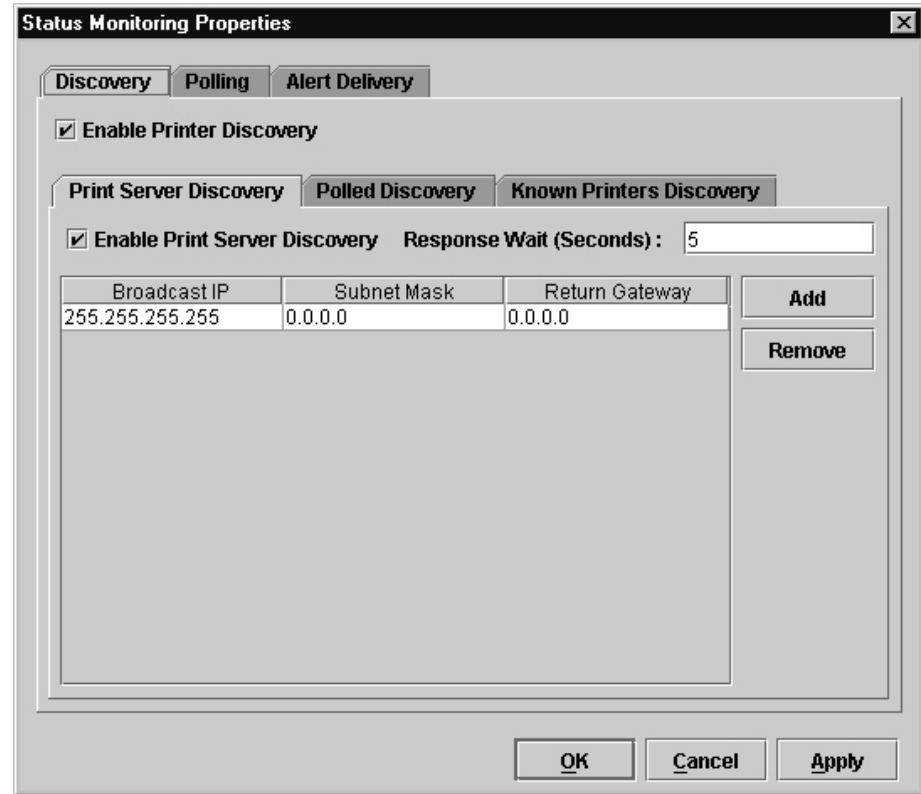 Status Monitoring Properties
Discovery Polling Alert Delivery
Enable Printer Discovery
Print Server Discovery Polled Discovery Known Printers Discovery
Enable Print Server Discovery Response Wait (Seconds) : 5
Broadcast IP Subnet Mask Return Gateway Add
255.255.255.255 0.0.0.0 0.0.0.0
Remove
OK Cancel Apply